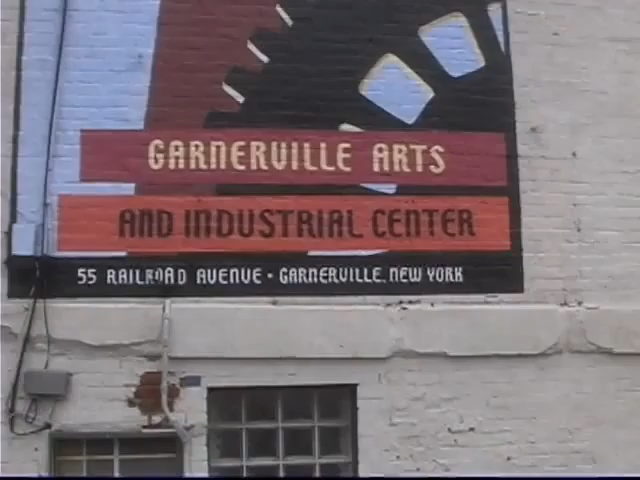 GARNERVILLE ARTS
AND INDUSTRIAL CENTER
55 RAILROAD AVENUE • GARNERVILLE, NEW YORK